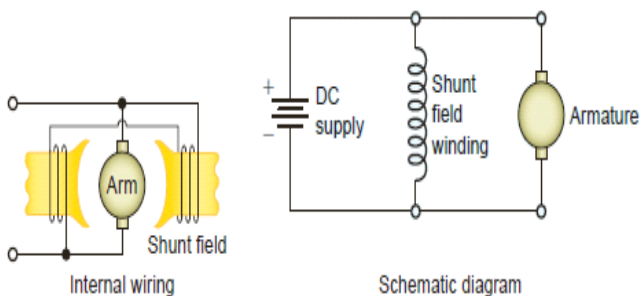 Arm
Shunt field
Internal wiring
+
−
DC
supply
Shunt
field
winding
Armature
Schematic diagram